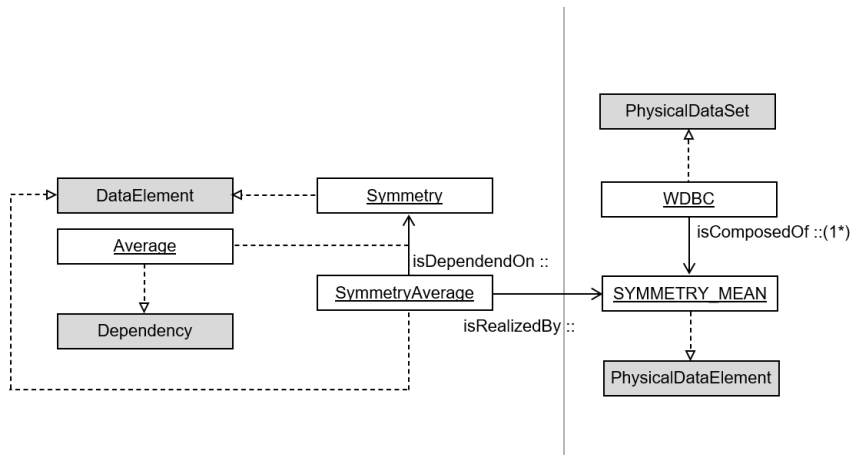 PhysicalDataSet
DataElement
Symmetry
WDBC
isComposedOf ::(1*)
Average
isDependendOn ::
SymmetryAverage
SYMMETRY_MEAN
isRealizedBy ::
Dependency
PhysicalDataElement